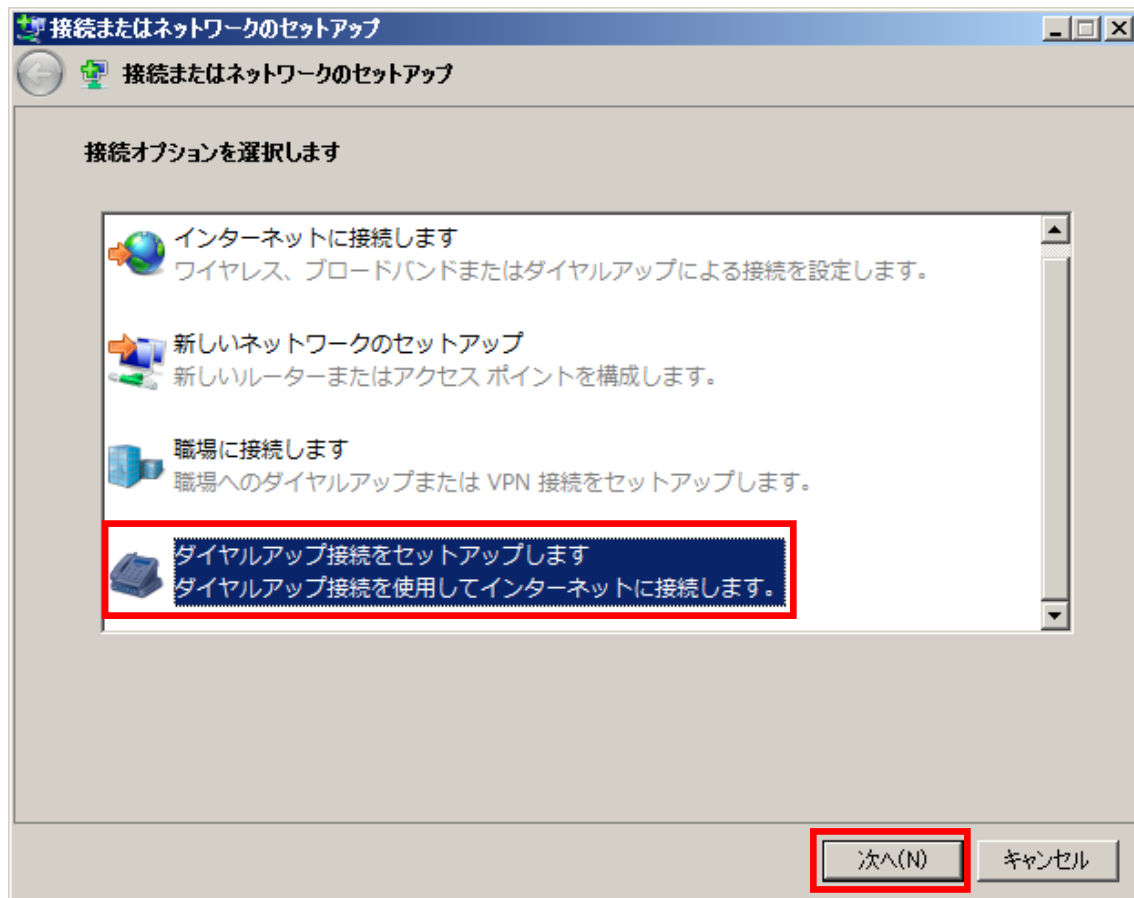 接続またはネットワークのセットアップ
接続またはネットワークのセットアップ
接続オプションを選択します
インターネットに接続します
ワイヤレス、ブロードバンドまたはダイヤルアップによる接続を設定します。
新しいネットワークのセットアップ
新しいルーターまたはアクセス ポイントを構成します。
職場に接続します
職場へのダイヤルアップまたは VPN 接続をセットアップします。
ダイヤルアップ接続をセットアップします
ダイヤルアップ接続を使用してインターネットに接続します。
次へ(N)
キャンセル